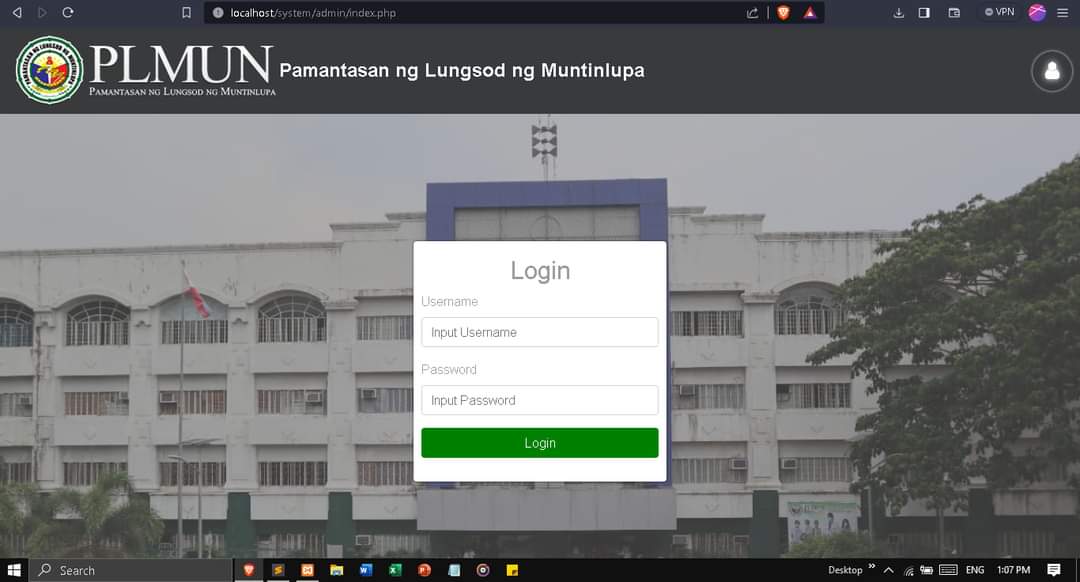 localhost/system/admin/index.php
VPN
PLMUN
Pamantasan ng Lungsod ng Muntinlupa
Pamantasan ng Lungsod ng Muntinlupa
Login
Username
Input Username
Password
Input Password
Login
Search
Desktop
ENG
1:07 PM